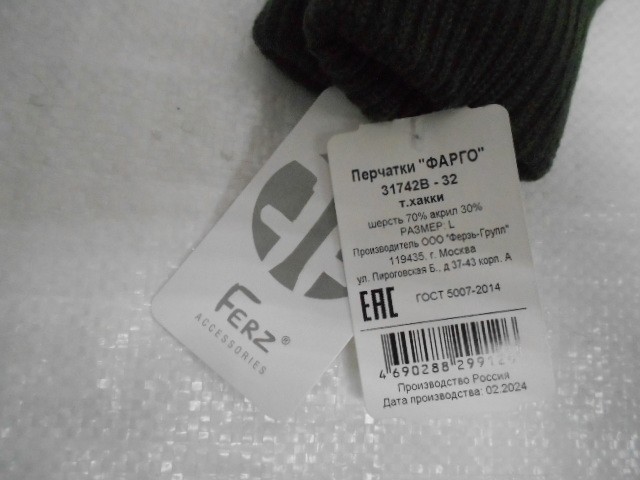 Перчатки "ФАРГО"
31742В - 32
т.хакки
шерсть 70% акрил 30%
РАЗМЕР: L
Производитель ООО "Ферзь-Групп"
119435, г. Москва
ул. Пироговская Б., д 37-43 корп. А
ЕАС ГОСТ 5007-2014
Производство Россия
Дата производства: 02.2024
FERZ®
ACCESSORIES